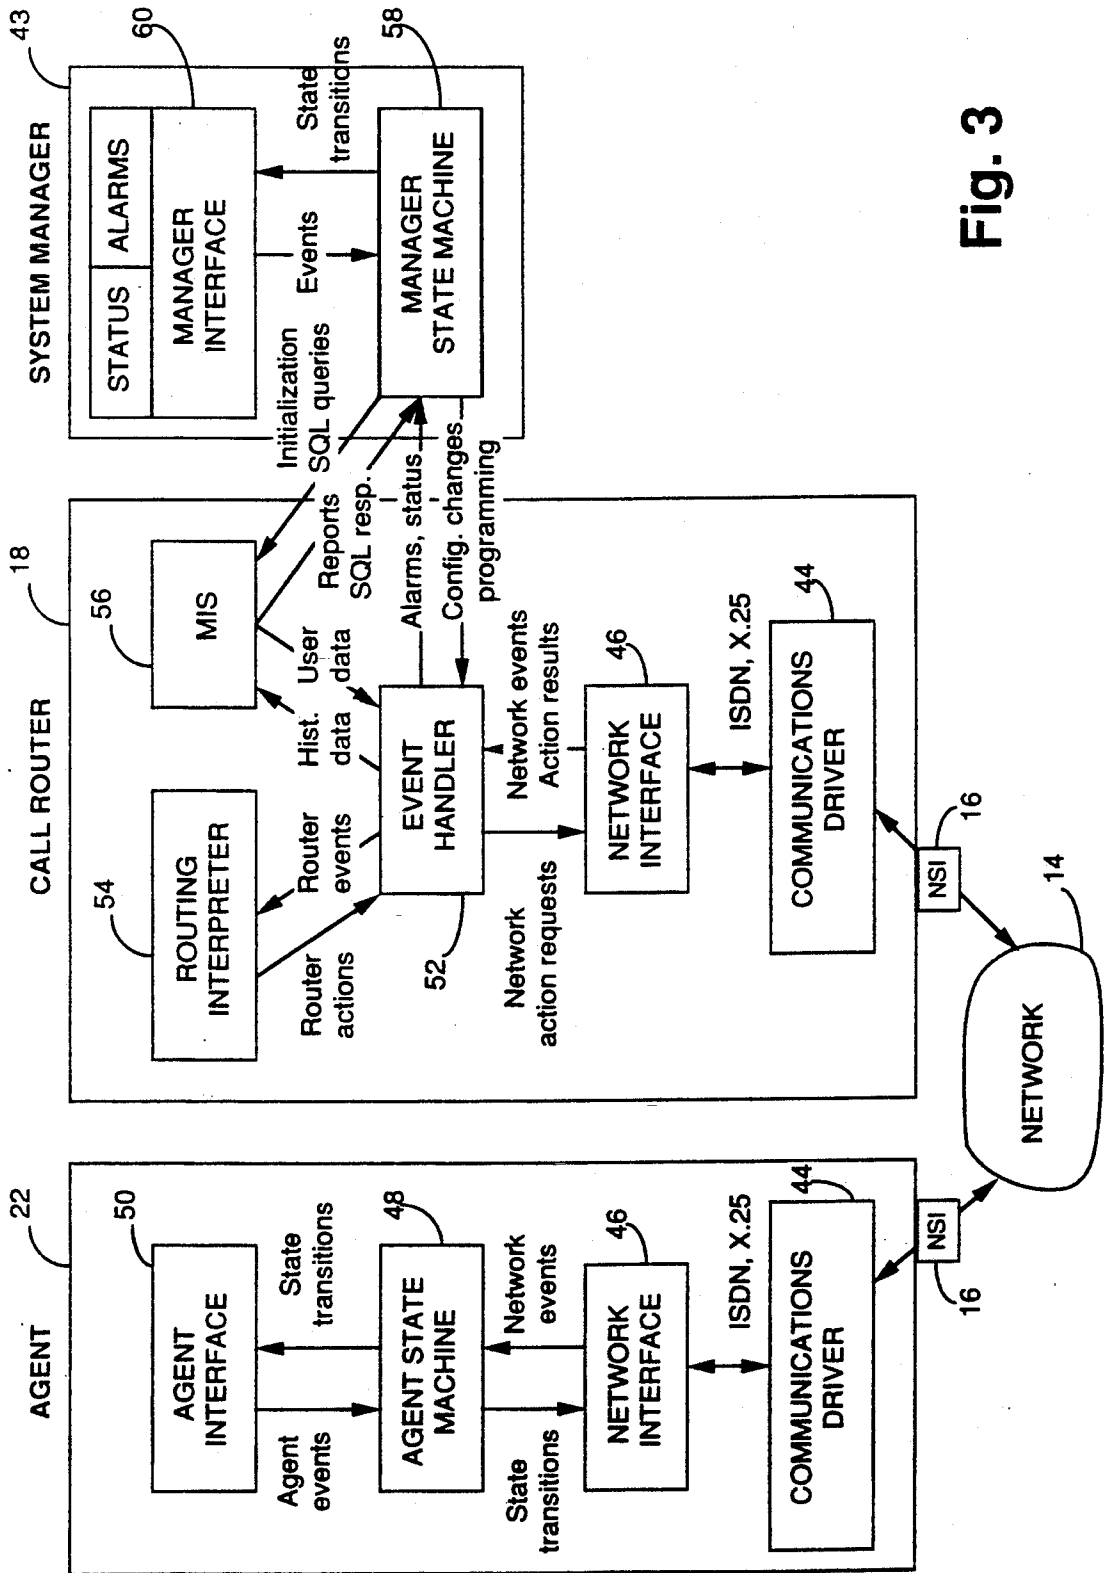 AGENT
22
50
AGENT
INTERFACE
Agent
events
State
transitions
48
AGENT STATE
MACHINE
State
transitions
Network
events
46
NETWORK
INTERFACE
ISDN, X.25
44
COMMUNICATIONS
DRIVER
NSI
16
CALL ROUTER
18
54
ROUTING
INTERPRETER
56
MIS
Router
actions
Router
events
Hist.
data
User
data
52
EVENT
HANDLER
Network
action requests
Network events
Action results
46
NETWORK
INTERFACE
ISDN, X.25
44
COMMUNICATIONS
DRIVER
NSI
16
NETWORK
14
SYSTEM MANAGER
43
STATUS
ALARMS
60
MANAGER
INTERFACE
Events
State
transitions
58
MANAGER
STATE MACHINE
Initialization
SQL queries
Reports
SQL resp.
Alarms, status
Config. changes
programming
Fig. 3